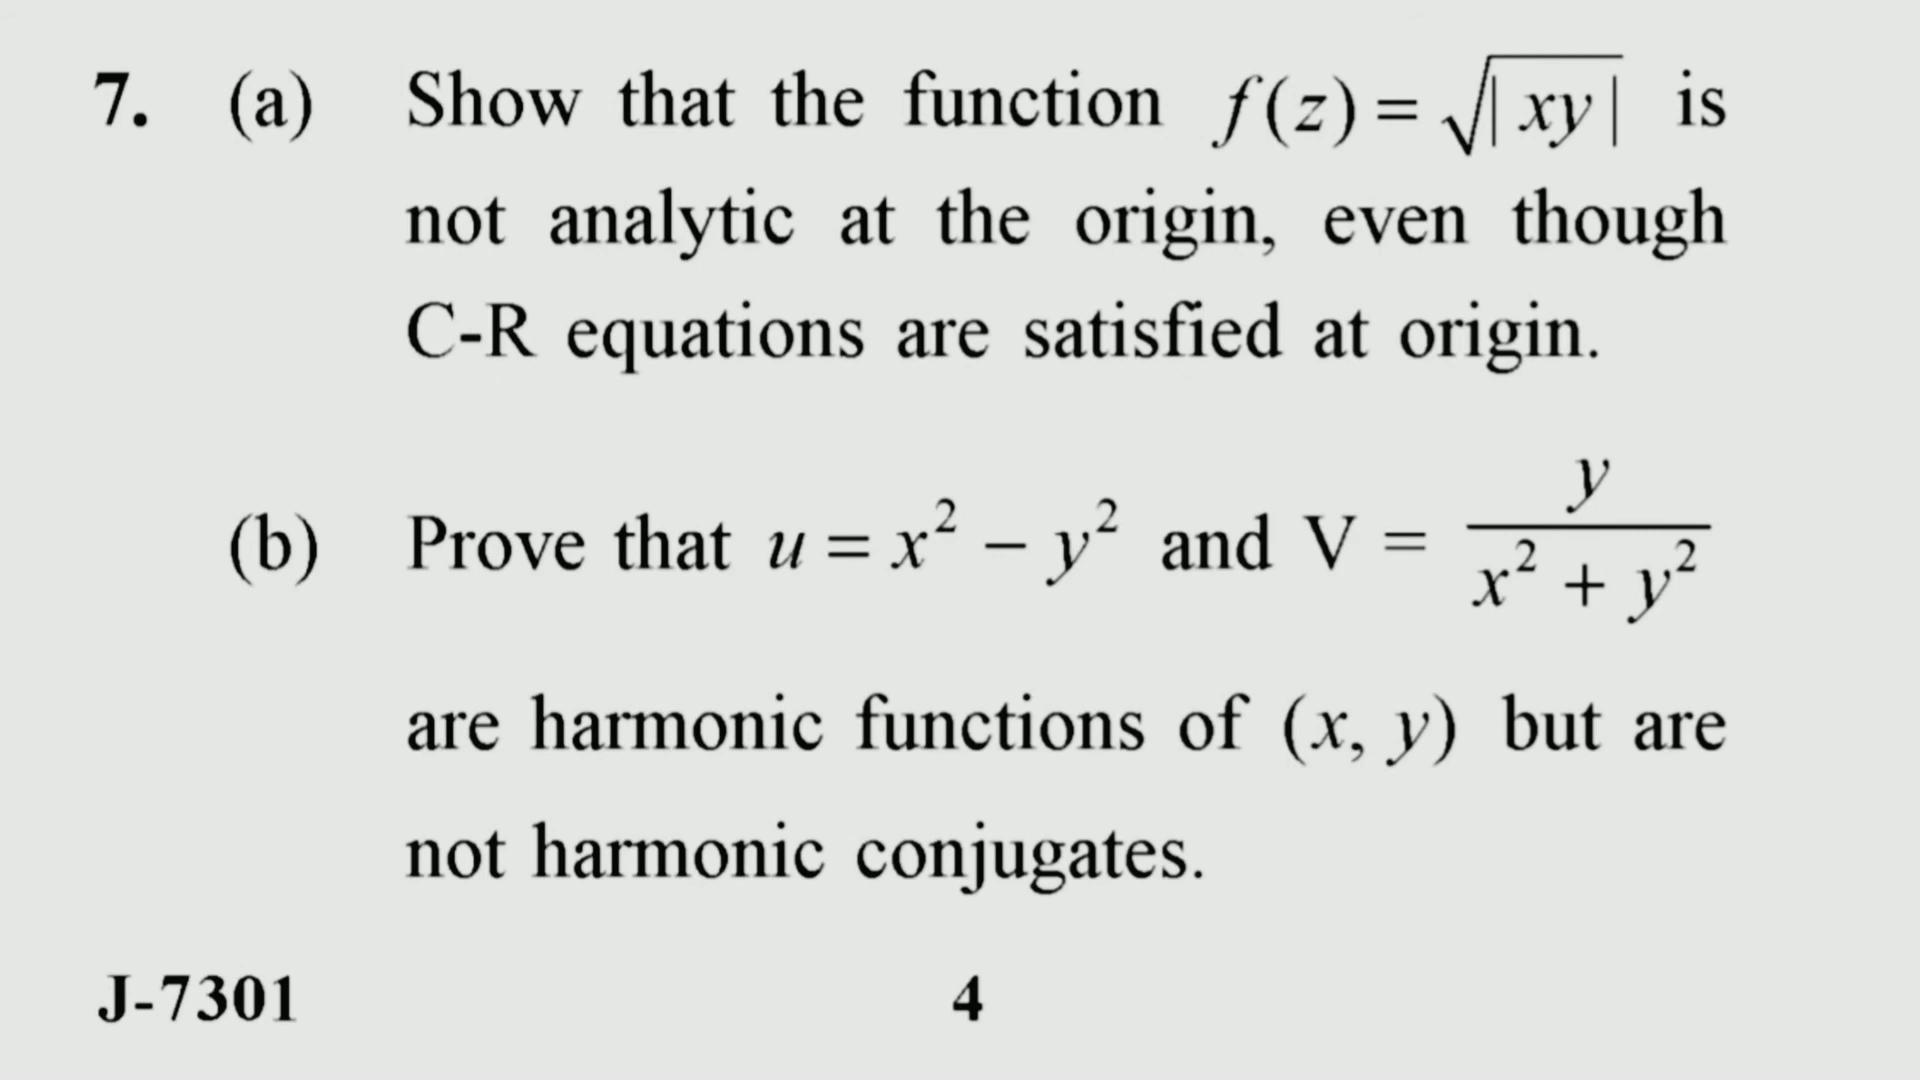 7. (a) Show that the function f(z) = √|xy| is
not analytic at the origin, even though
C-R equations are satisfied at origin.
(b) Prove that u = x² − y² and V = y/(x² + y²)
are harmonic functions of (x, y) but are
not harmonic conjugates.
J-7301 4